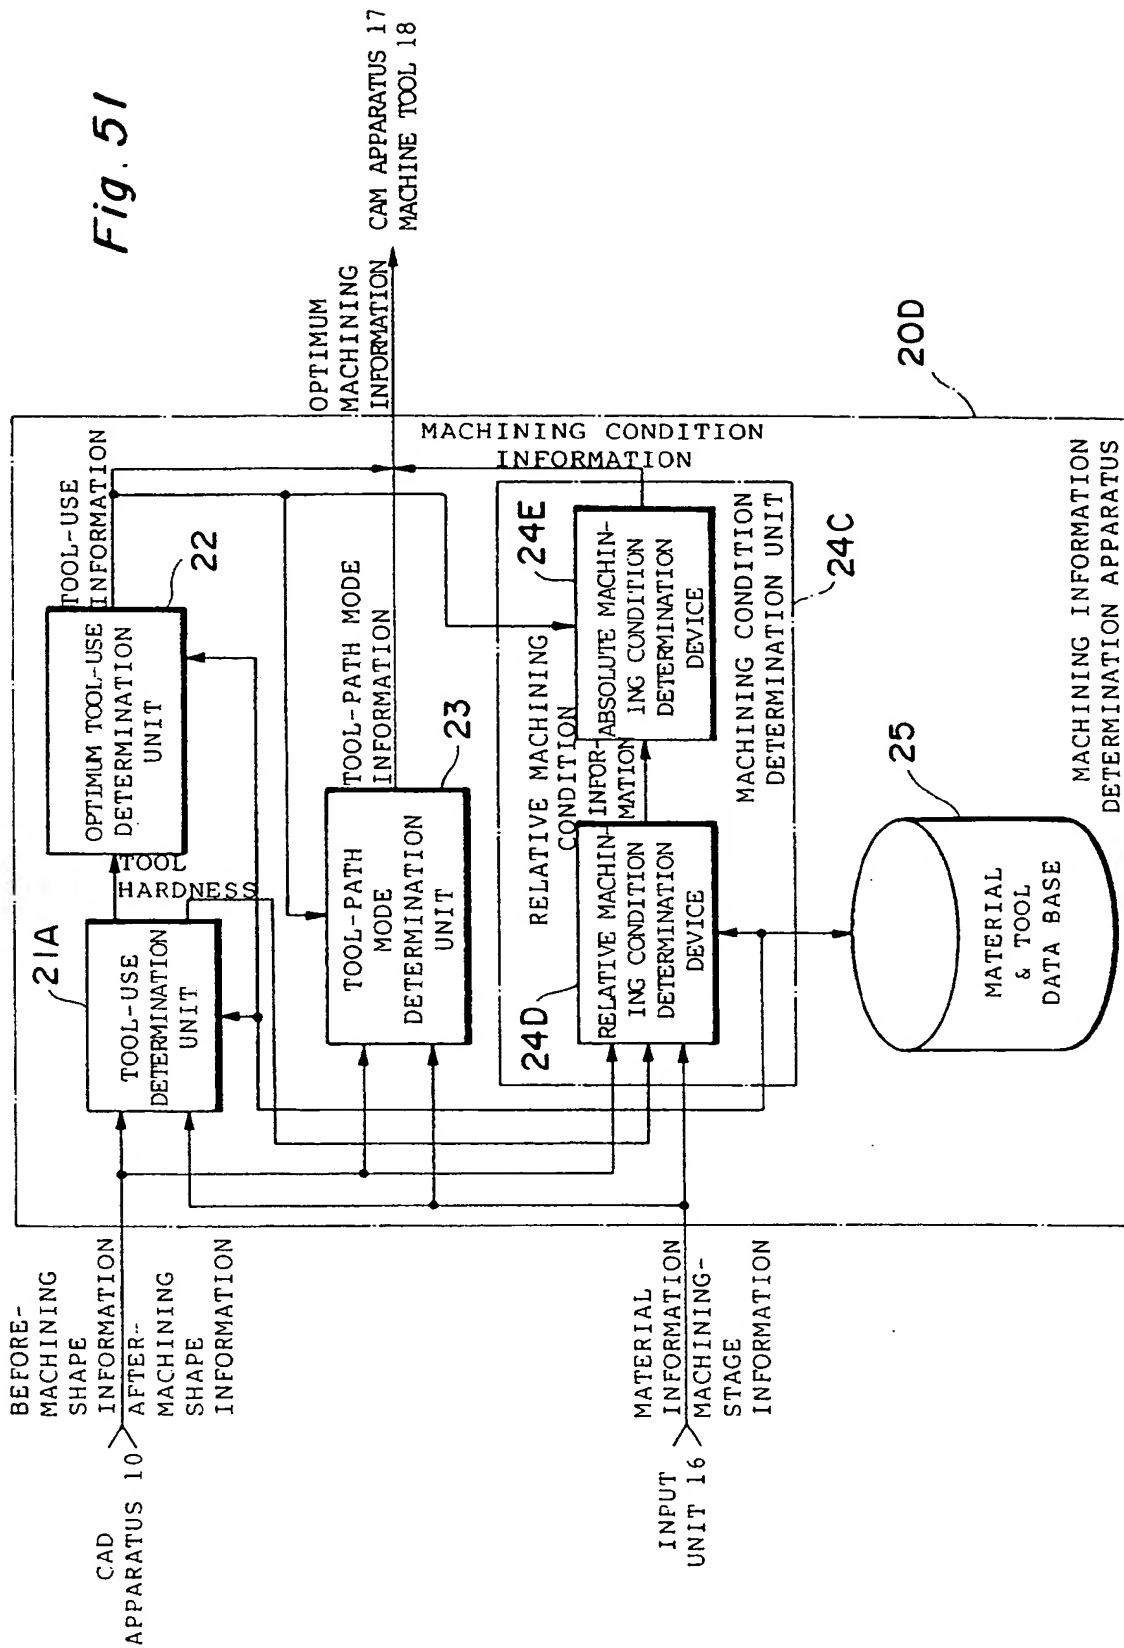 Fig. 51
CAD
APPARATUS 10
BEFORE-
MACHINING
SHAPE
INFORMATION
AFTER-
MACHINING
SHAPE
INFORMATION
INPUT
UNIT 16
MATERIAL
INFORMATION
MACHINING-
STAGE
INFORMATION
21A
TOOL-USE
DETERMINATION
UNIT
TOOL
HARDNESS
OPTIMUM TOOL-USE
DETERMINATION
UNIT
22
TOOL-USE
INFORMATION
TOOL-PATH
MODE
DETERMINATION
UNIT
23
TOOL-PATH MODE
INFORMATION
OPTIMUM
MACHINING
INFORMATION
CAM APPARATUS 17
MACHINE TOOL 18
MACHINING CONDITION
INFORMATION
24D
RELATIVE MACHIN-
ING CONDITION
DETERMINATION
DEVICE
RELATIVE MACHINING
CONDITION
INFOR-
MATION
24E
ABSOLUTE MACHIN-
ING CONDITION
DETERMINATION
DEVICE
MACHINING CONDITION
DETERMINATION UNIT
24C
MATERIAL
& TOOL
DATA BASE
25
MACHINING INFORMATION
DETERMINATION APPARATUS
20D